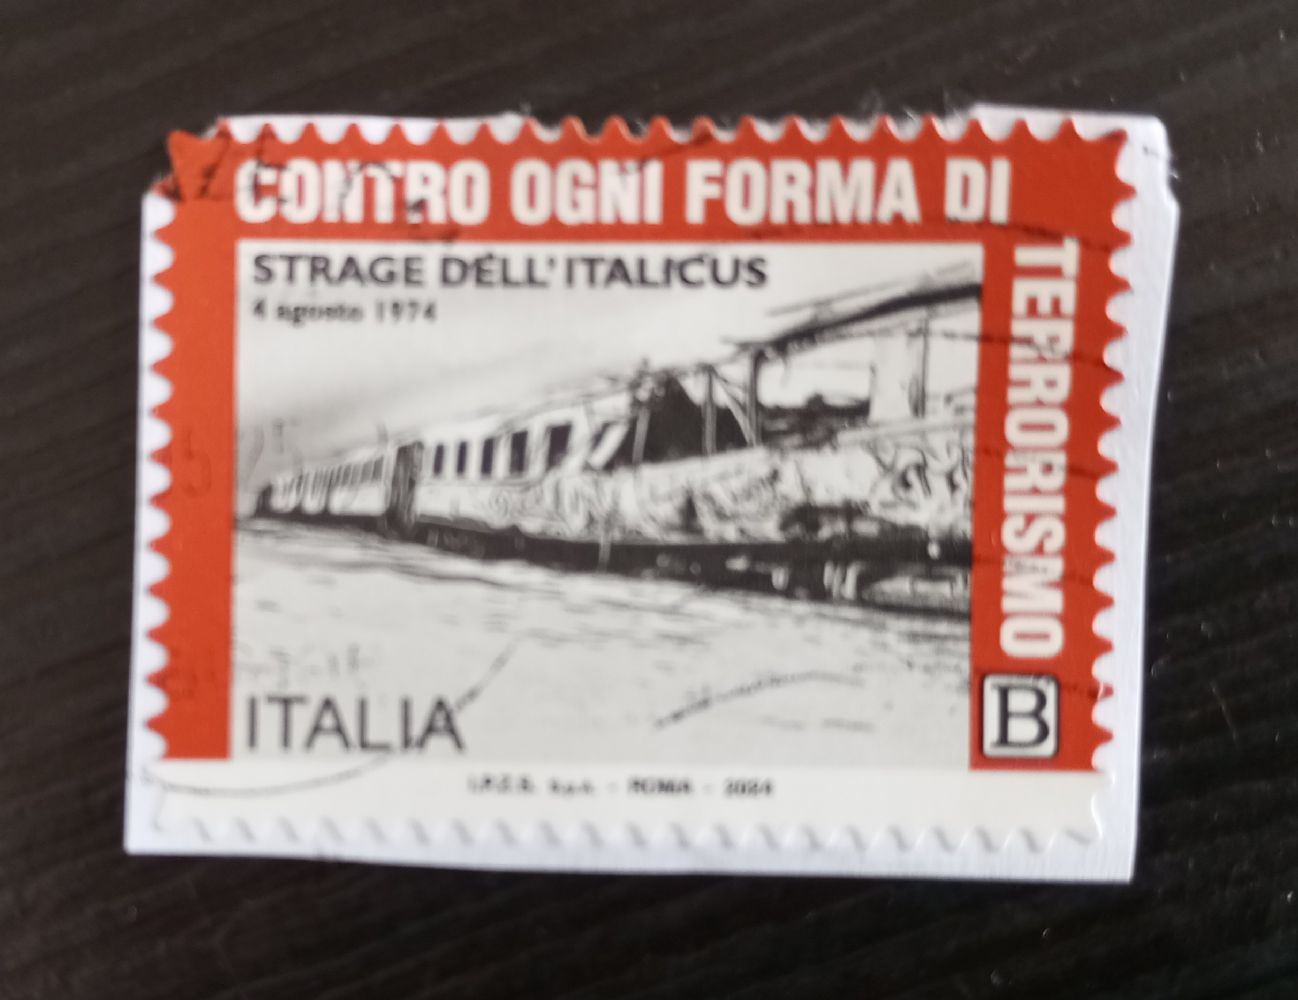 CONTRO OGNI FORMA DI
TERRORISMO
STRAGE DELL'ITALICUS
4 agosto 1974
ITALIA
B
I.P.Z.S. S.p.A. - ROMA - 2024